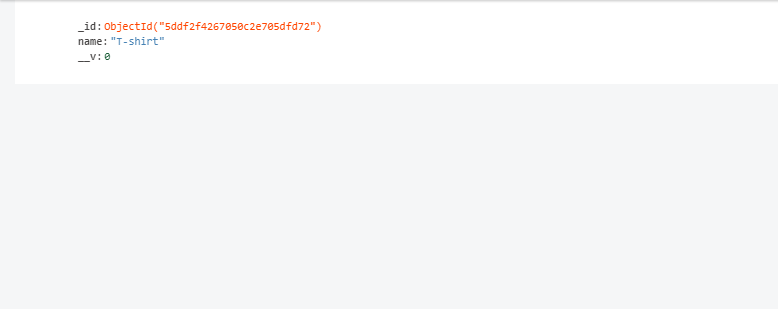 _id: ObjectId("5ddf2f4267050c2e705dfd72")
name: "T-shirt"
__v: 0